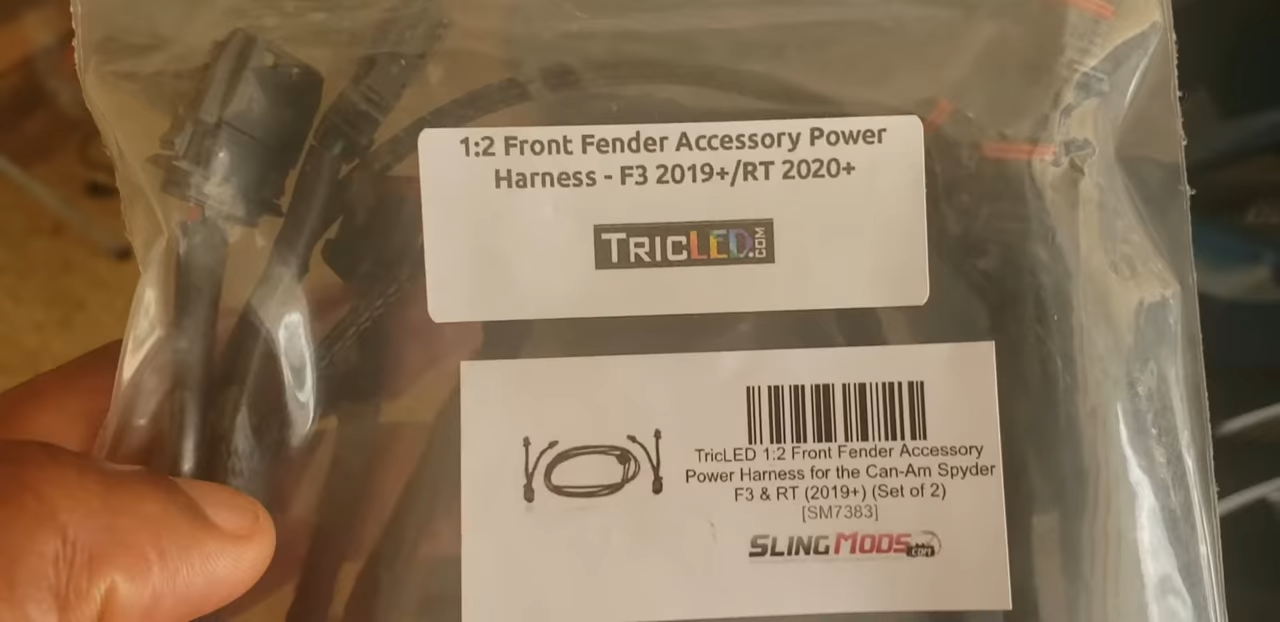 1:2 Front Fender Accessory Power
Harness - F3 2019+/RT 2020+
TRICLED.COM
TricLED 1:2 Front Fender Accessory
Power Harness for the Can-Am Spyder
F3 & RT (2019+) (Set of 2)
[SM7383]
SLINGMODS.COM